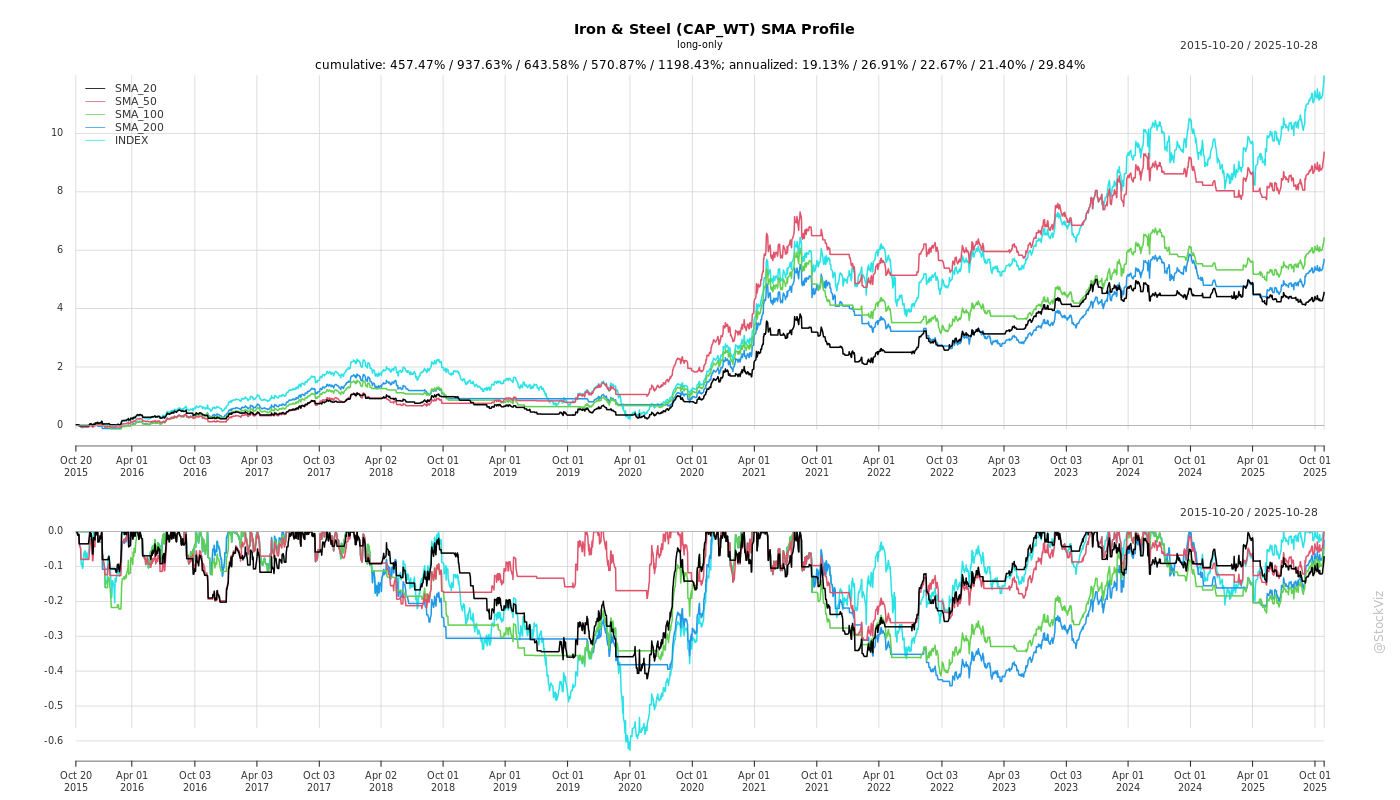 Iron & Steel (CAP_WT) SMA Profile
long-only
2015-10-20 / 2025-10-28
cumulative: 457.47% / 937.63% / 643.58% / 570.87% / 1198.43%; annualized: 19.13% / 26.91% / 22.67% / 21.40% / 29.84%
SMA_20
SMA_50
SMA_100
SMA_200
INDEX
10
8
6
4
2
0
Oct 20 Apr 01 Oct 03 Apr 03 Oct 03 Apr 02 Oct 01 Apr 01 Oct 01 Apr 01 Oct 01 Apr 01 Oct 01 Apr 01 Oct 03 Apr 03 Oct 03 Apr 01 Oct 01 Apr 01 Oct 01
2015 2016 2016 2017 2017 2018 2018 2019 2019 2020 2020 2021 2021 2022 2022 2023 2023 2024 2024 2025 2025
2015-10-20 / 2025-10-28
0.0
-0.1
-0.2
-0.3
-0.4
-0.5
-0.6
Oct 20 Apr 01 Oct 03 Apr 03 Oct 03 Apr 02 Oct 01 Apr 01 Oct 01 Apr 01 Oct 01 Apr 01 Oct 01 Apr 01 Oct 03 Apr 03 Oct 03 Apr 01 Oct 01 Apr 01 Oct 01
2015 2016 2016 2017 2017 2018 2018 2019 2019 2020 2020 2021 2021 2022 2022 2023 2023 2024 2024 2025 2025
@StockViz